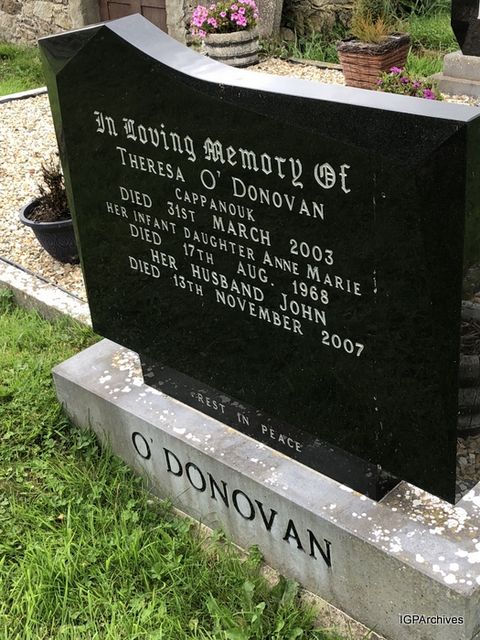 In Loving Memory Of
THERESA O'DONOVAN
CAPPANOUK
DIED 31ST MARCH 2003
HER INFANT DAUGHTER ANNE MARIE
DIED 17TH AUG. 1968
HER HUSBAND JOHN
DIED 13TH NOVEMBER 2007
REST IN PEACE
O'DONOVAN
IGPArchives